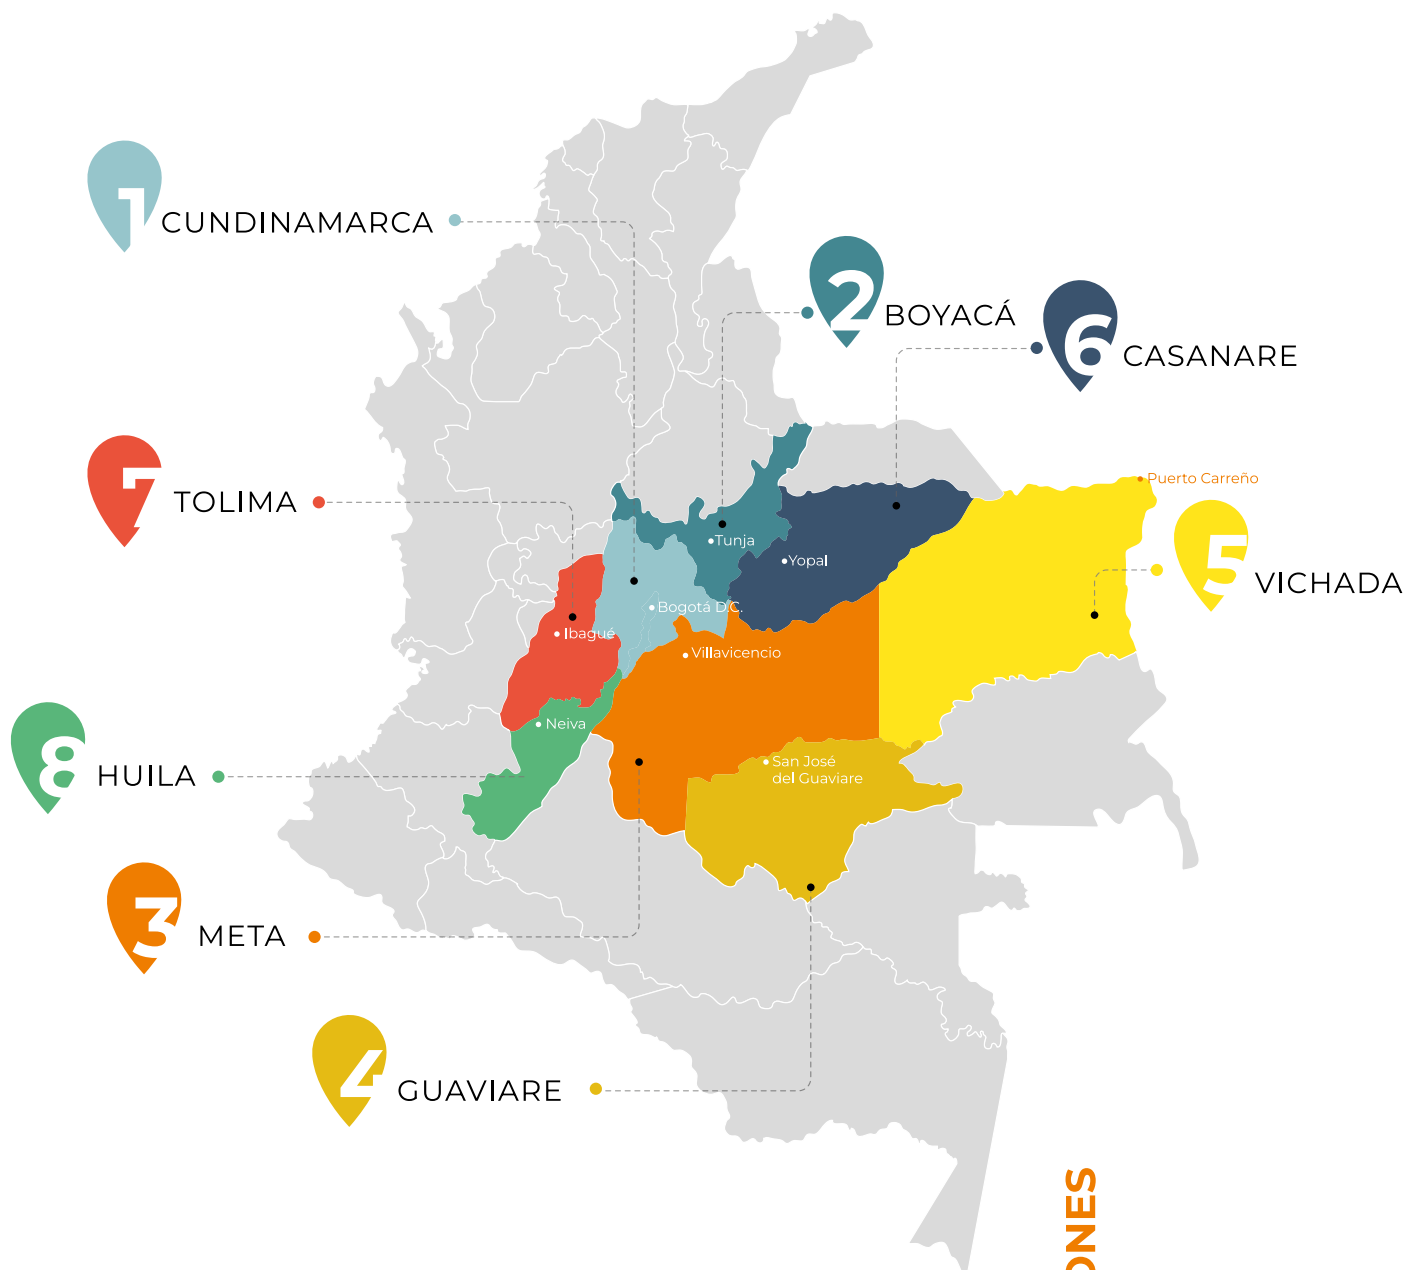 1
CUNDINAMARCA
2
BOYACÁ
6
CASANARE
7
TOLIMA
Puerto Carreño
5
VICHADA
Tunja
Yopal
Bogotá D.C.
Ibagué
Villavicencio
Neiva
8
HUILA
San José
del Guaviare
3
META
4
GUAVIARE
ONES